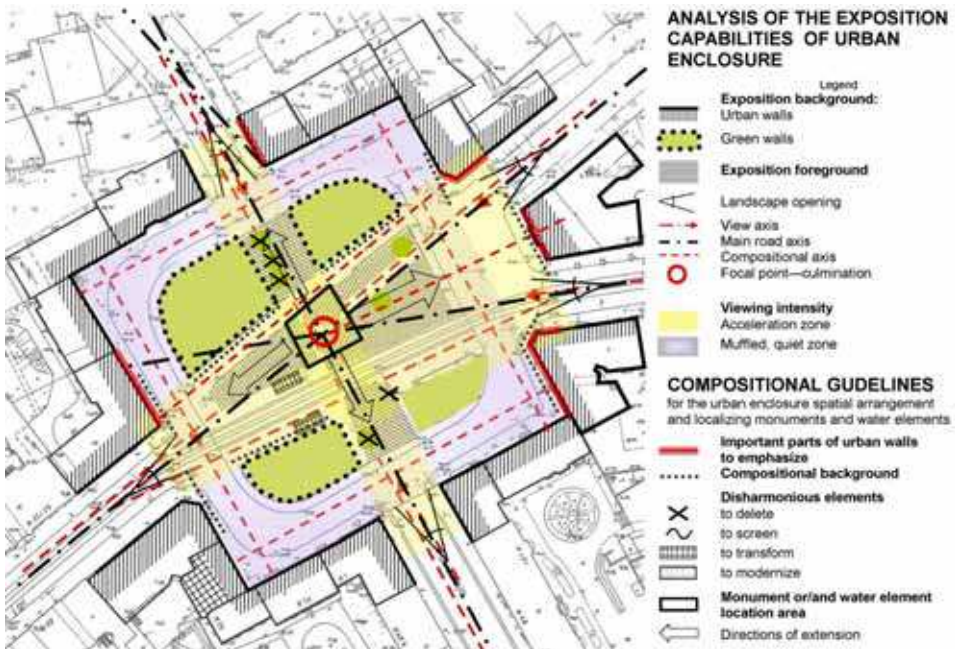 ANALYSIS OF THE EXPOSITION
CAPABILITIES OF URBAN
ENCLOSURE
Legend
Exposition background:
Urban walls
Green walls
Exposition foreground
Landscape opening
View axis
Main road axis
Compositional axis
Focal point—culmination
Viewing intensity
Acceleration zone
Muffled, quiet zone
COMPOSITIONAL GUDELINES
for the urban enclosure spatial arrangement
and localizing monuments and water elements
Important parts of urban walls
to emphasize
Compositional background
Disharmonious elements
to delete
to screen
to transform
to modernize
Monument or/and water element
location area
Directions of extension